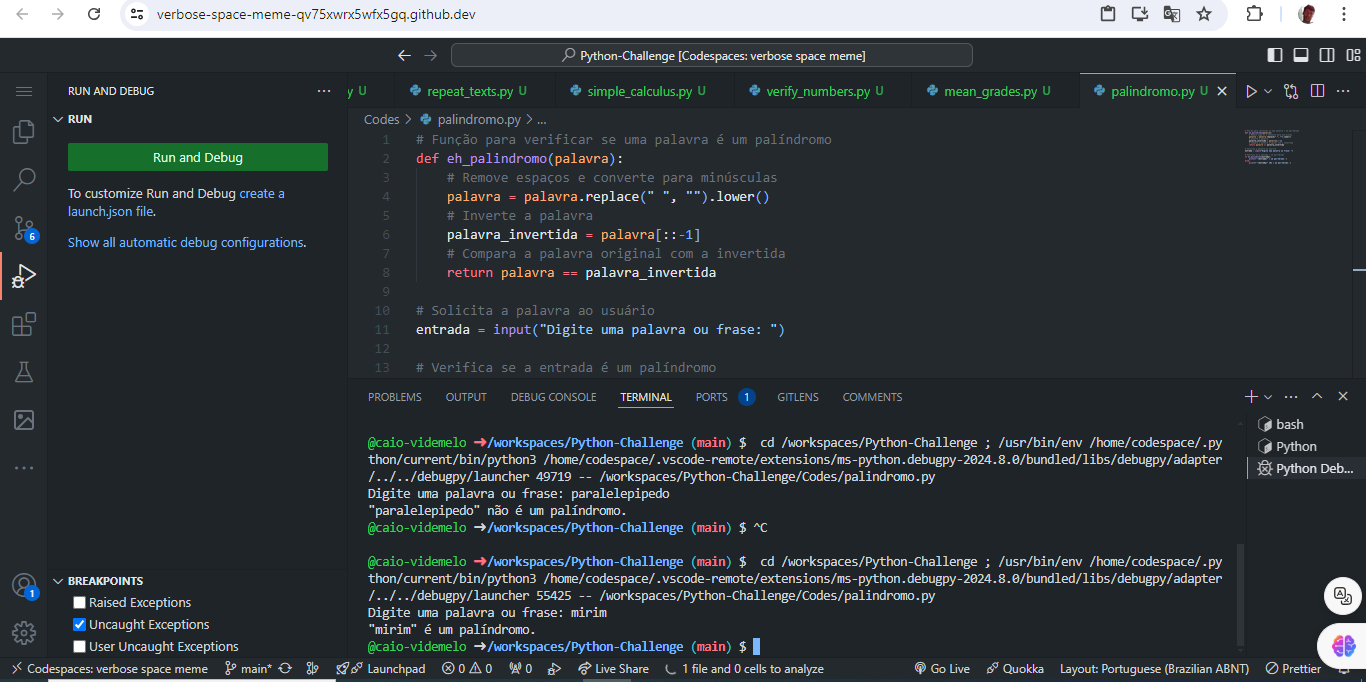 verbose-space-meme-qv75xwrx5wfx5gq.github.dev
Python-Challenge [Codespaces: verbose space meme]
RUN AND DEBUG
RUN
Run and Debug
To customize Run and Debug create a
launch.json file.
Show all automatic debug configurations.
y U repeat_texts.py U simple_calculus.py U verify_numbers.py U mean_grades.py U palindromo.py U
Codes > palindromo.py > ...
1 # Função para verificar se uma palavra é um palíndromo
2 def eh_palindromo(palavra):
3 # Remove espaços e converte para minúsculas
4 palavra = palavra.replace(" ", "").lower()
5 # Inverte a palavra
6 palavra_invertida = palavra[::-1]
7 # Compara a palavra original com a invertida
8 return palavra == palavra_invertida
9
10 # Solicita a palavra ao usuário
11 entrada = input("Digite uma palavra ou frase: ")
12
13 # Verifica se a entrada é um palíndromo
PROBLEMS OUTPUT DEBUG CONSOLE TERMINAL PORTS 1 GITLENS COMMENTS
@caio-videmelo ➜/workspaces/Python-Challenge (main) $ cd /workspaces/Python-Challenge ; /usr/bin/env /home/codespace/.py
thon/current/bin/python3 /home/codespace/.vscode-remote/extensions/ms-python.debugpy-2024.8.0/bundled/libs/debugpy/adapter
/../../debugpy/launcher 49719 -- /workspaces/Python-Challenge/Codes/palindromo.py
Digite uma palavra ou frase: paralelepipedo
"paralelepipedo" não é um palíndromo.
@caio-videmelo ➜/workspaces/Python-Challenge (main) $ ^C
@caio-videmelo ➜/workspaces/Python-Challenge (main) $ cd /workspaces/Python-Challenge ; /usr/bin/env /home/codespace/.py
thon/current/bin/python3 /home/codespace/.vscode-remote/extensions/ms-python.debugpy-2024.8.0/bundled/libs/debugpy/adapter
/../../debugpy/launcher 55425 -- /workspaces/Python-Challenge/Codes/palindromo.py
Digite uma palavra ou frase: mirim
"mirim" é um palíndromo.
@caio-videmelo ➜/workspaces/Python-Challenge (main) $
bash
Python
Python Deb...
6
1
BREAKPOINTS
Raised Exceptions
Uncaught Exceptions
User Uncaught Exceptions
Codespaces: verbose space meme main* Launchpad 0 0 0 Live Share 1 file and 0 cells to analyze Go Live Quokka Layout: Portuguese (Brazilian ABNT) Prettier